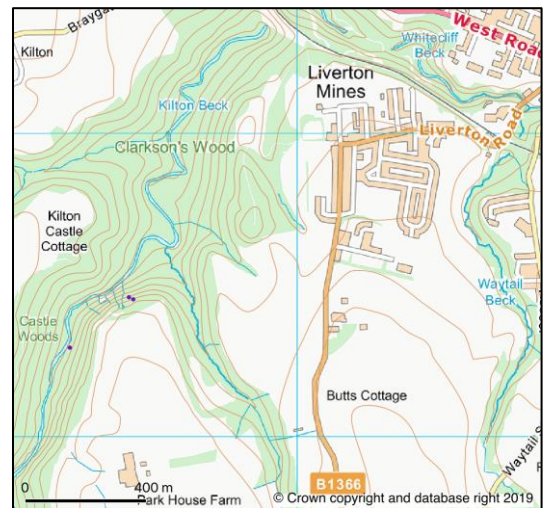 Braygat
West Road
Kilton
Whitecliff
Beck
Liverton
Mines
Kilton Beck
Liverton Road
Clarkson's Wood
Kilton
Castle
Cottage
Waytail
Beck
Castle
Woods
Butts Cottage
Waytail
0
400 m
B1366
Park House Farm
© Crown copyright and database right 2019